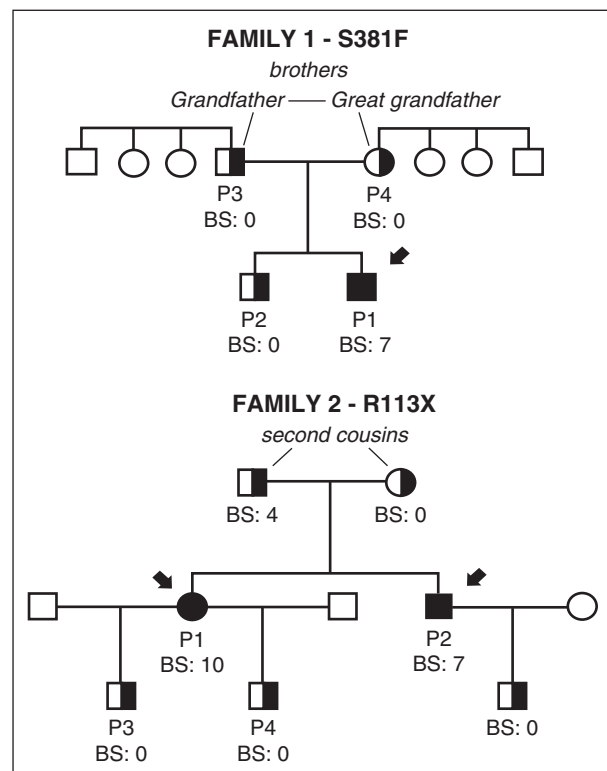 FAMILY 1 - S381F
brothers
Grandfather Great grandfather
P3 P4
BS: 0 BS: 0
P2 P1
BS: 0 BS: 7
FAMILY 2 - R113X
second cousins
BS: 4 BS: 0
P1 P2
BS: 10 BS: 7
P3 P4 BS: 0
BS: 0 BS: 0